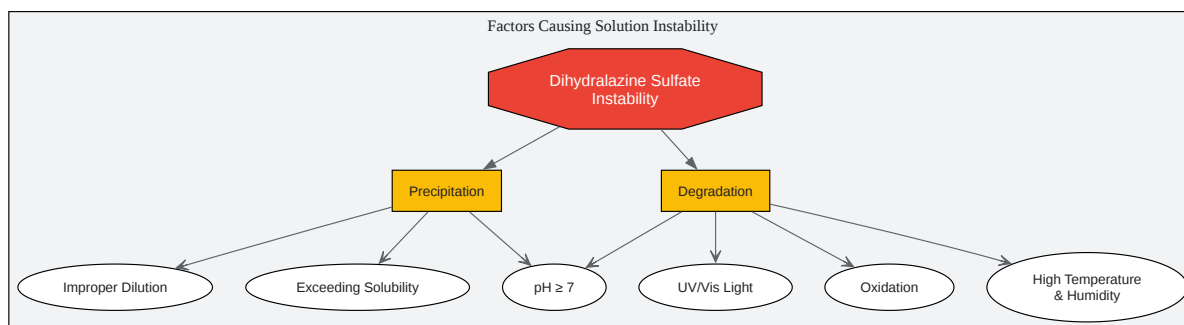 Factors Causing Solution Instability
Dihydralazine Sulfate
Instability
Precipitation
Degradation
Improper Dilution
Exceeding Solubility
pH ≥ 7
UV/Vis Light
Oxidation
High Temperature
& Humidity